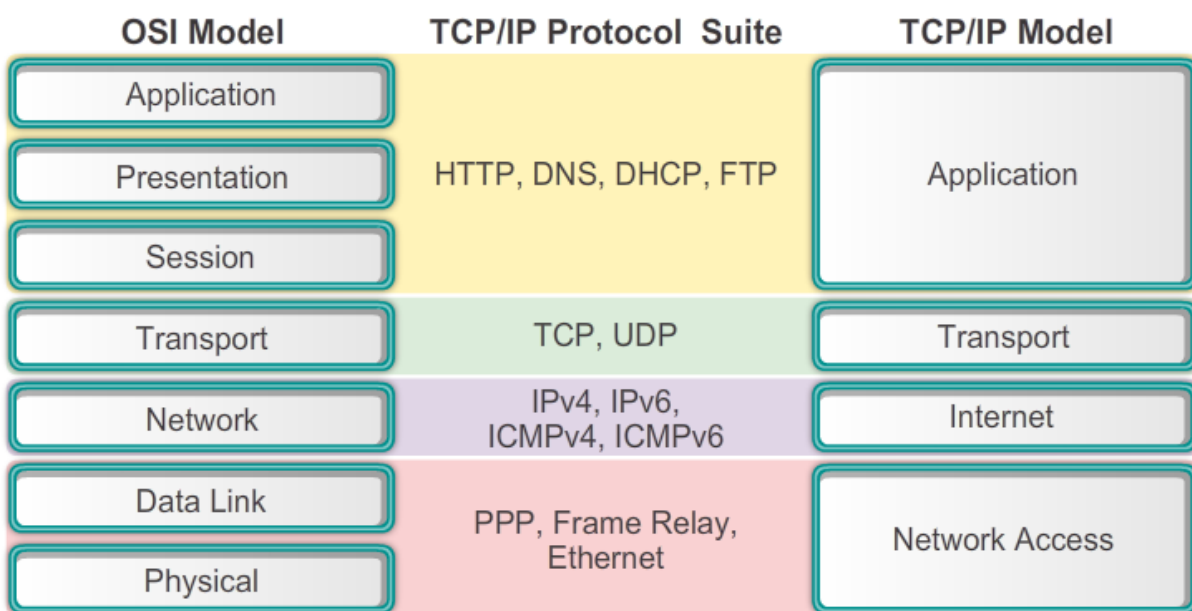 OSI Model
TCP/IP Protocol Suite
TCP/IP Model
Application
Presentation
Session
HTTP, DNS, DHCP, FTP
Application
Transport
TCP, UDP
Transport
Network
IPv4, IPv6,
ICMPv4, ICMPv6
Internet
Data Link
Physical
PPP, Frame Relay,
Ethernet
Network Access